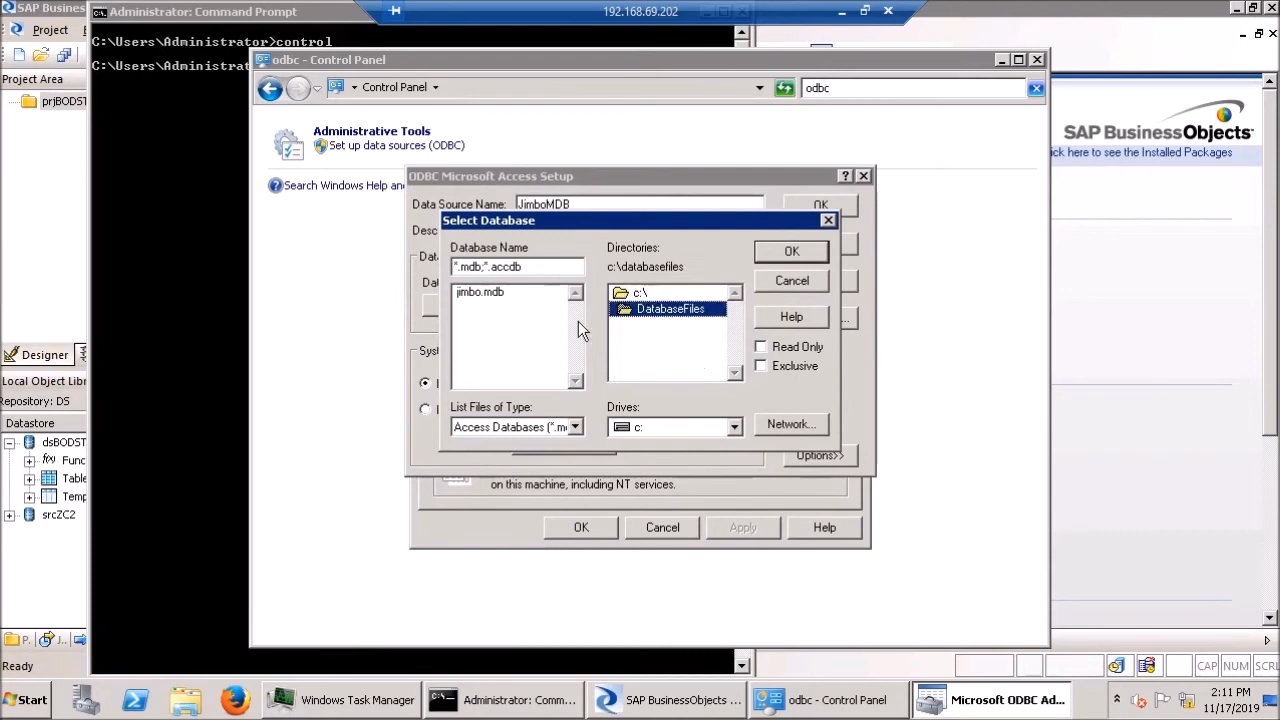 SAP Business
Administrator: Command Prompt
192.168.69.202
Project
C:\Users\Administrator>control
C:\Users\Administrat
Project Area
prjBODST
odbc - Control Panel
Control Panel
odbc
Administrative Tools
Set up data sources (ODBC)
Search Windows Help an
SAP BusinessObjects
ick here to see the Installed Packages
ODBC Microsoft Access Setup
Data Source Name:
JimboMDB
OK
Desc
Select Database
Database Name
*.mdb;*.accdb
jimbo.mdb
Directories:
c:\databasefiles
c:\
DatabaseFiles
OK
Cancel
Help
Read Only
Exclusive
List Files of Type:
Access Databases (*.m
Drives:
c:
Network...
Options>>
on this machine, including NT services.
OK
Cancel
Apply
Help
Designer
Local Object Lib
Repository: DS
Datastore
dsBODST
Func
Table
Temp
srcZC2
P.
J..
Ready
CAP
NUM
SCR
Start
Windows Task Manager
Administrator: Comm...
SAP BusinessObjects ...
odbc - Control Panel
Microsoft ODBC Ad...
2:11 PM
11/17/2019